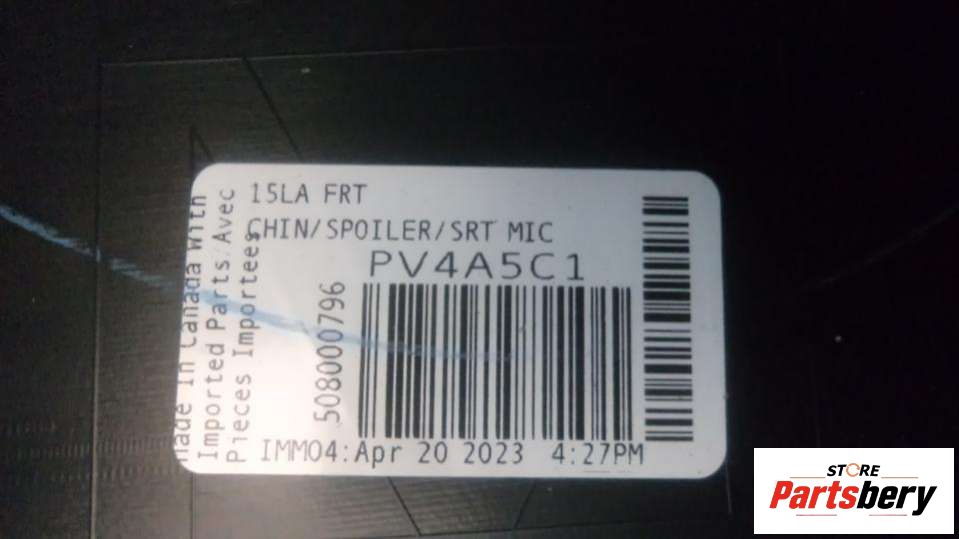 15LA FRT
CHIN/SPOILER/SRT MIC
PV4A5C1
508000796
IMM04:Apr 20 2023 4:27PM
Made In Canada With
Imported Parts/Avec
Pieces Importees
STORE
Partsbery